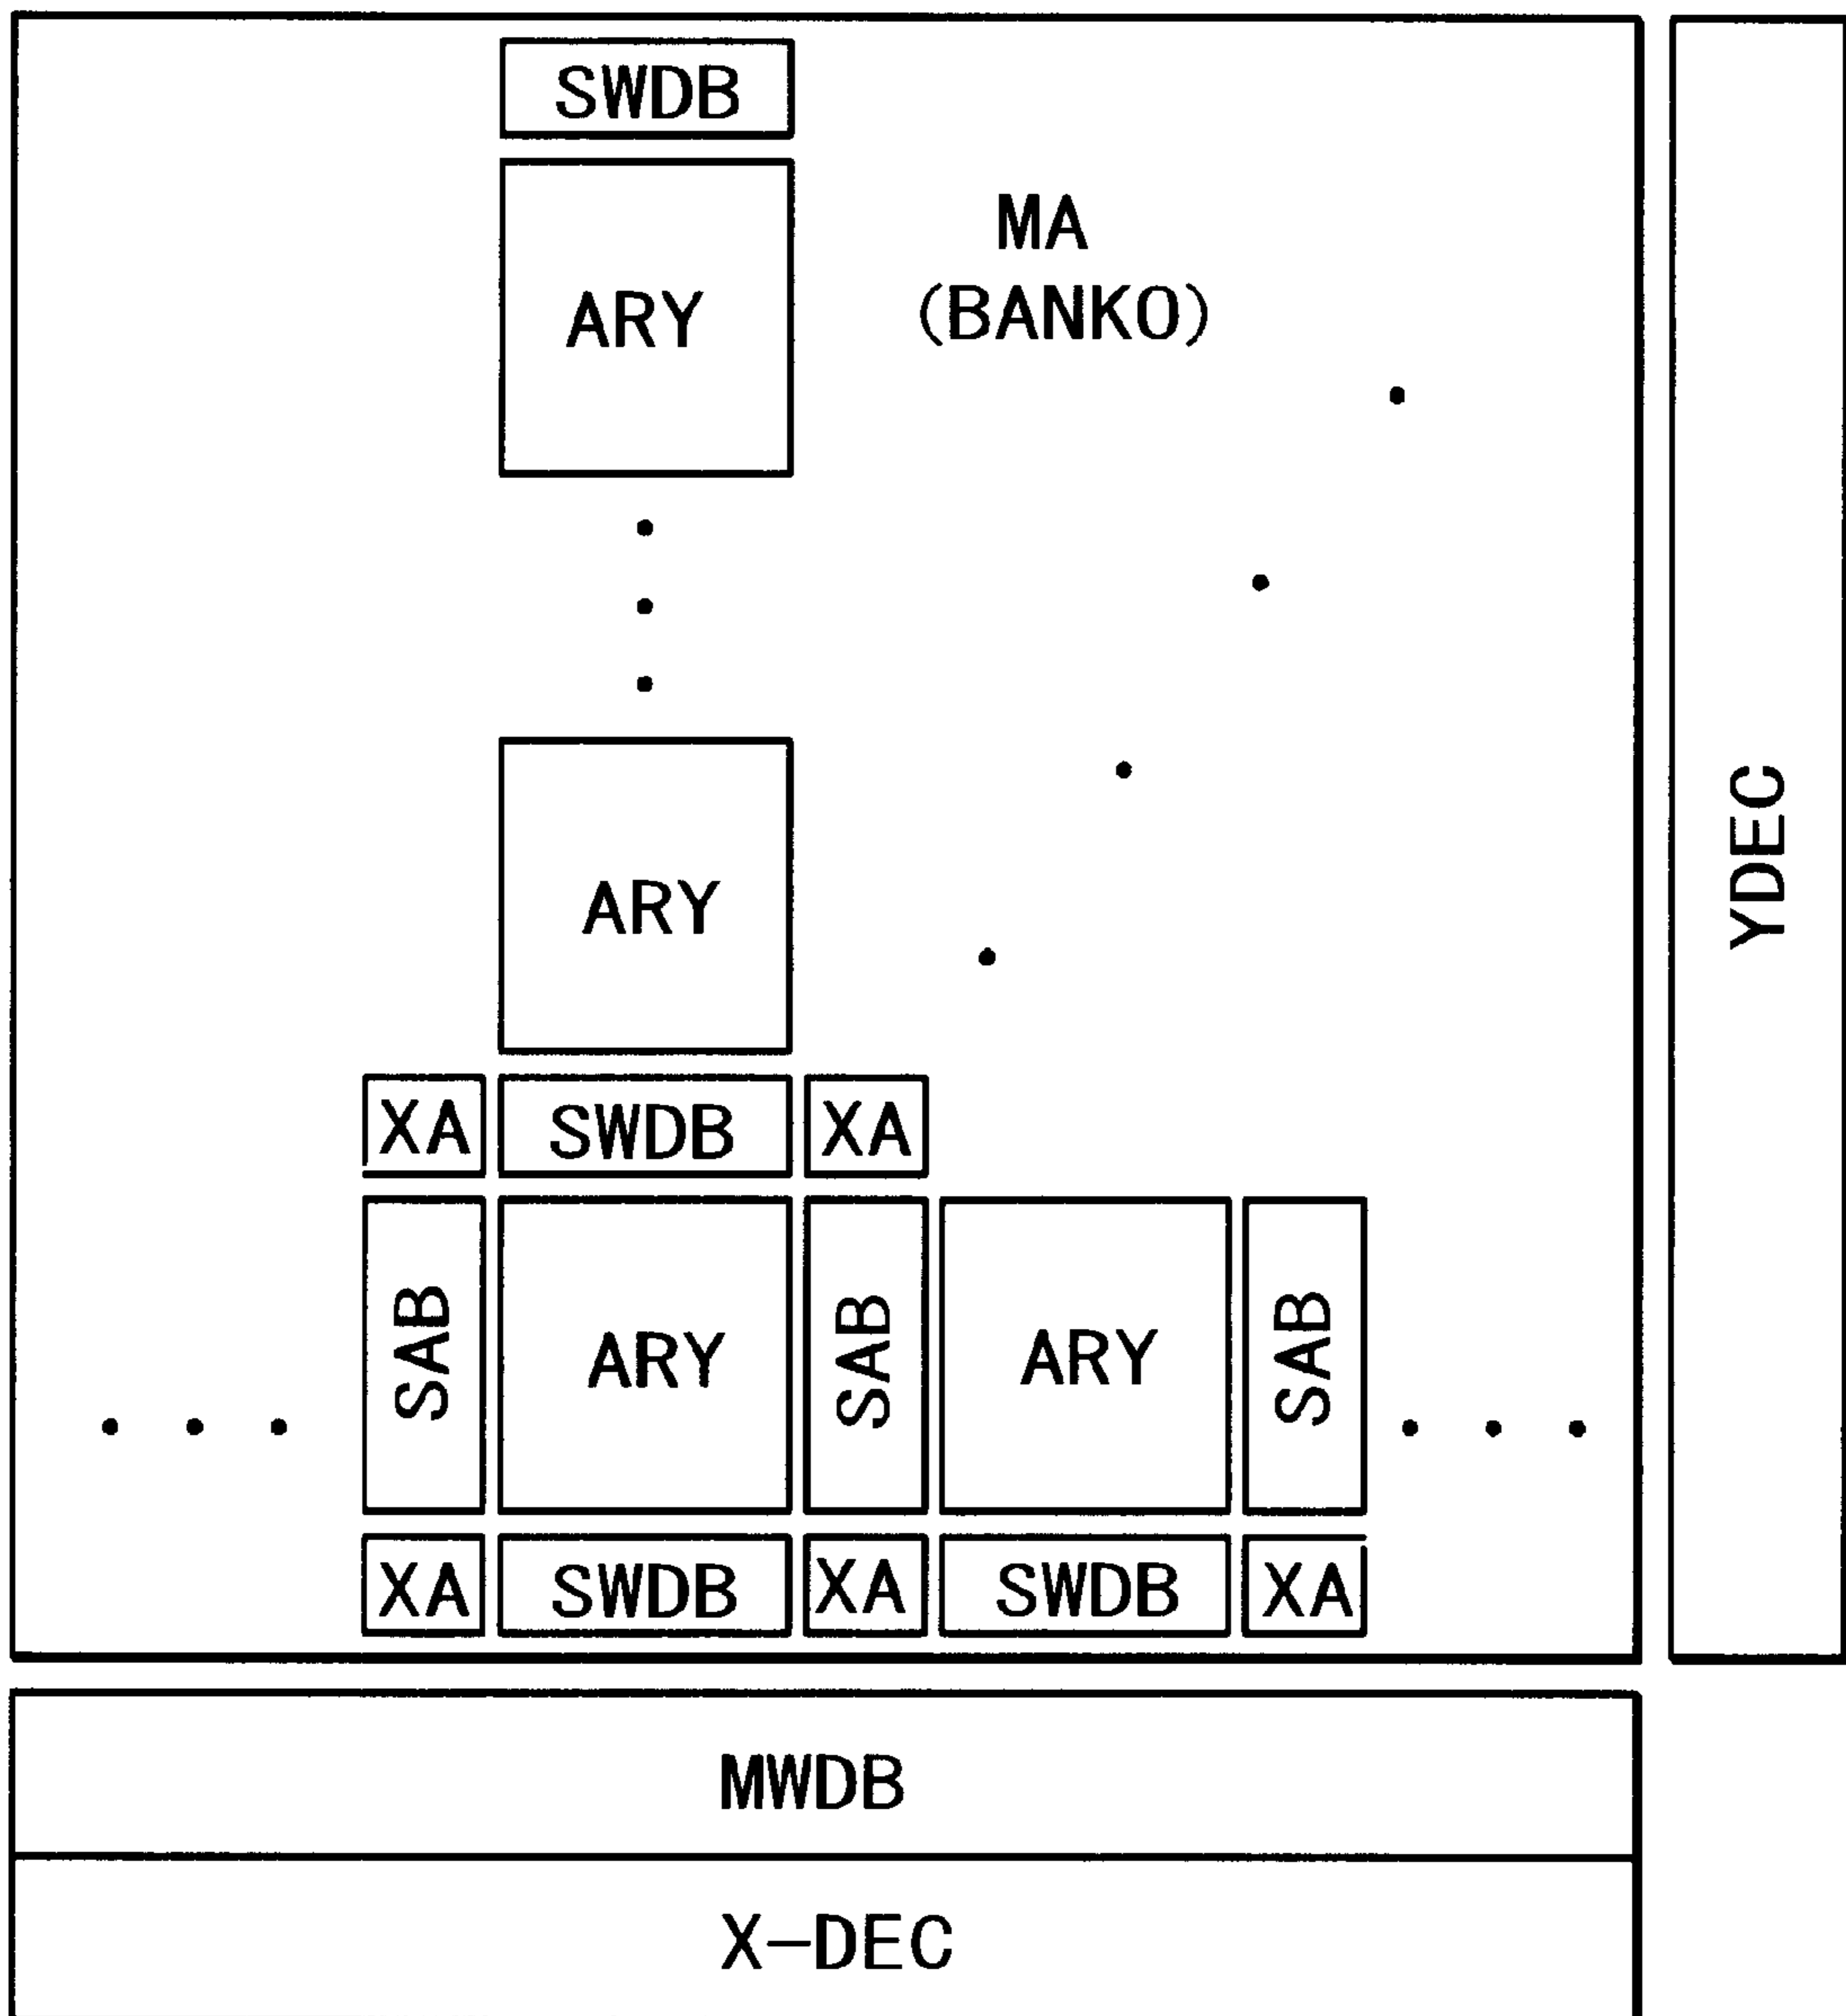 SWDB
ARY
MA
(BANK0)
ARY
YDEC
XA SWDB XA
SAB ARY SAB ARY SAB
XA SWDB XA SWDB XA
MWDB
X-DEC